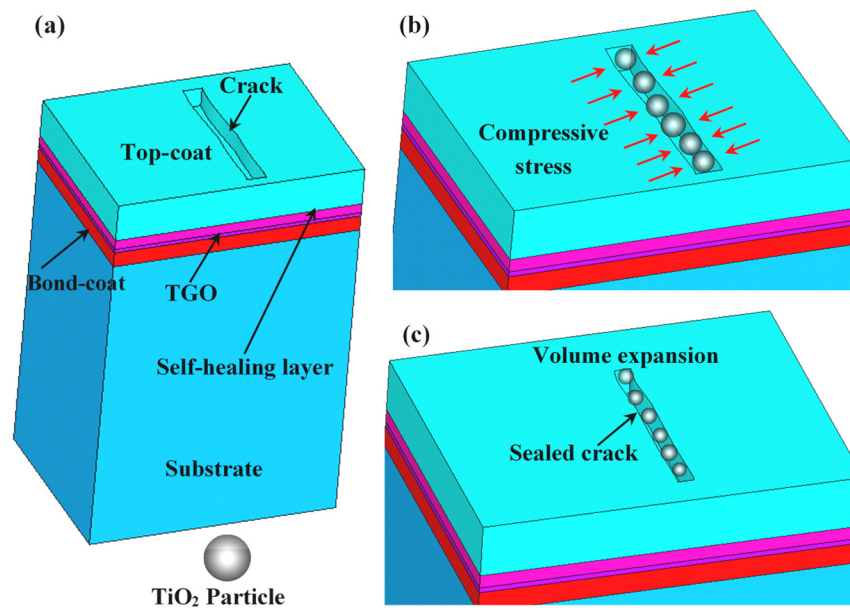 (a)
Crack
Top-coat
Bond-coat
TGO
Self-healing layer
Substrate
TiO₂ Particle
(b)
Compressive
stress
(c)
Volume expansion
Sealed crack